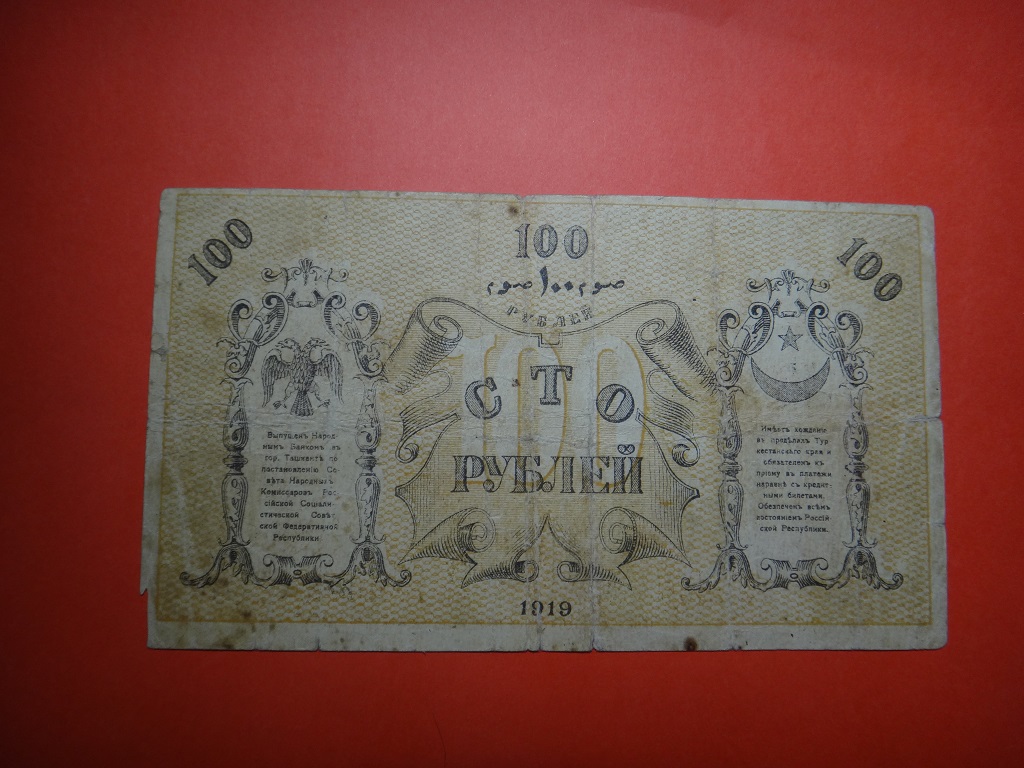 100
100
100
РУБЛЕЙ
100
СТО
РУБЛЕЙ
Выпущенъ Народ-
нымъ Банкомъ въ
гор. Ташкентѣ по
постановленію Со-
вѣта Народныхъ
Комиссаровъ Рос-
сійской Соціали-
стической Совѣт-
ской Федеративной
Республики
Имѣетъ хожденіе
въ предѣлахъ Тур-
кестанскаго края и
обязателенъ къ
пріему въ платежи
наравнѣ съ кредит-
ными билетами.
Обезпеченъ всѣмъ
достояніемъ Россій-
ской Республики.
1919